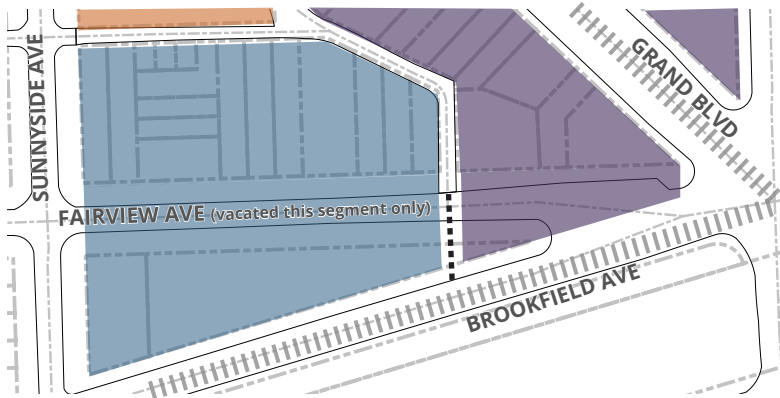 SUNNYSIDE AVE
GRAND BLVD
FAIRVIEW AVE (vacated this segment only)
BROOKFIELD AVE